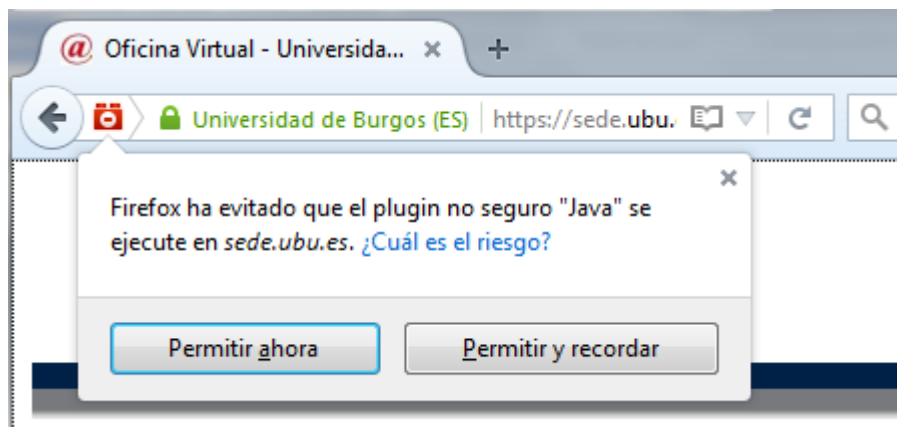 Oficina Virtual - Universida...
Universidad de Burgos (ES) https://sede.ubu.
Firefox ha evitado que el plugin no seguro "Java" se
ejecute en sede.ubu.es. ¿Cuál es el riesgo?
Permitir ahora Permitir y recordar